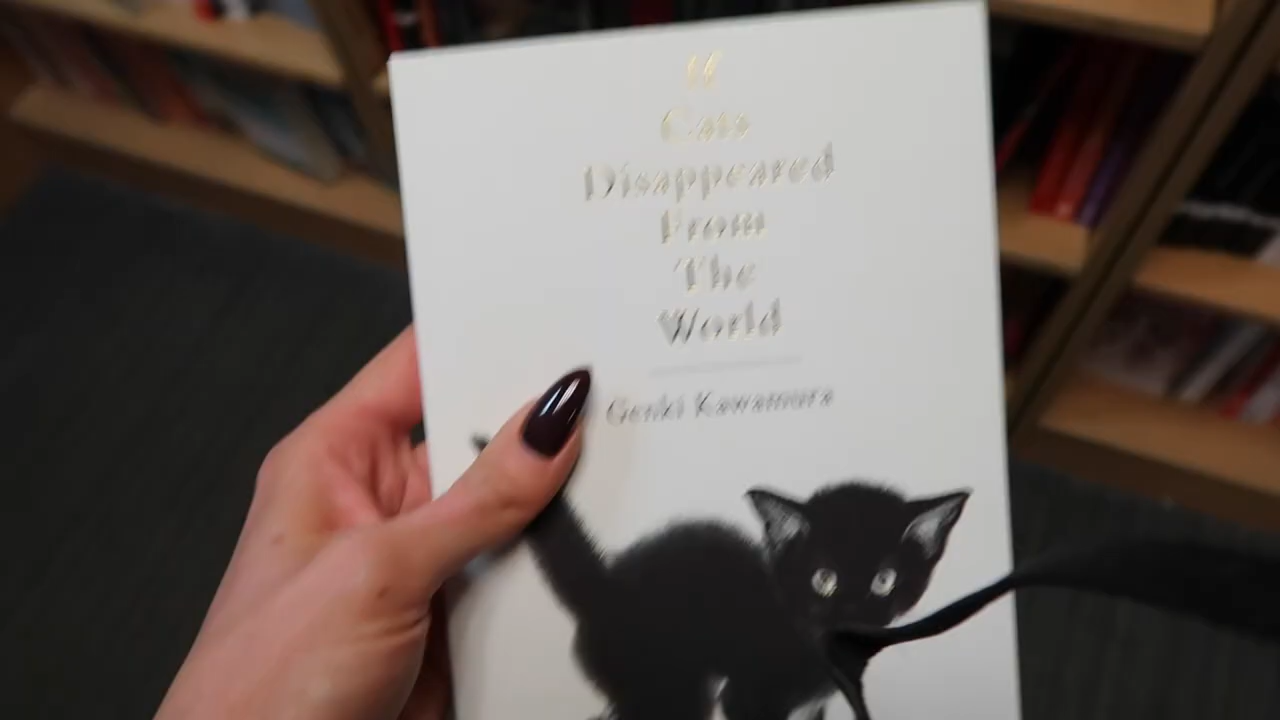 If
Cats
Disappeared
From
The
World
Genki Kawamura